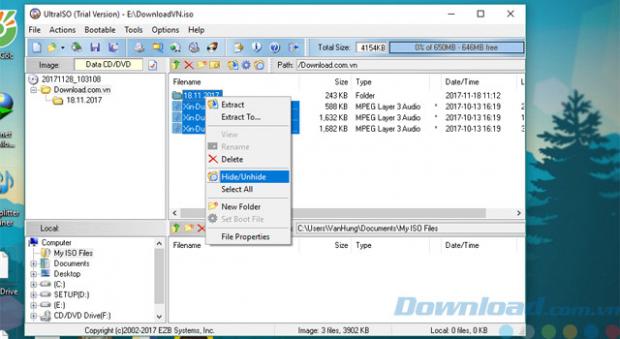 UltraISO (Trial Version) - E:\DownloadVN.iso
File Actions Bootable Tools Options Help
Total Size: 4154KB 0% of 650MB - 646MB free
Image: Data CD/DVD Path: /Download.com.vn
20171128_103108
Download.com.vn
18.11.2017
Filename Size Type Date/Time
18.11.2017 243 KB Folder 2017-11-18 11:12
Xin-Du 588 KB MPEG Layer 3 Audio * 2017-10-13 16:19
Xin-Du 1,632 KB MPEG Layer 3 Audio * 2017-10-13 16:19
Xin-Du 1,682 KB MPEG Layer 3 Audio * 2017-10-13 16:19
Extract
Extract To...
View
Rename
Delete
Hide/Unhide
Select All
New Folder
Set Boot File
File Properties
Local: C:\Users\VanHung\Documents\My ISO Files
Computer
My ISO Files
Documents
Desktop
(C:)
SETUP(D:)
(E:)
CD/DVD Drive(F:)
Filename Size Type Date/Time
Copyright (c)2002-2017 EZB Systems, Inc. Image: 3 files, 3902 KB Local: 0 files, 0 KB
Download.com.vn
Drive